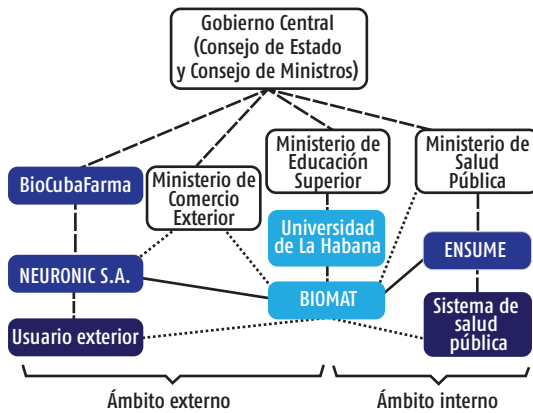 Gobierno Central
(Consejo de Estado
y Consejo de Ministros)
BioCubaFarma
Ministerio de
Comercio
Exterior
Ministerio de
Educación
Superior
Ministerio de
Salud
Pública
Universidad
de La Habana
ENSUME
NEURONIC S.A.
BIOMAT
Usuario exterior
Sistema de
salud
pública
Ámbito externo
Ámbito interno